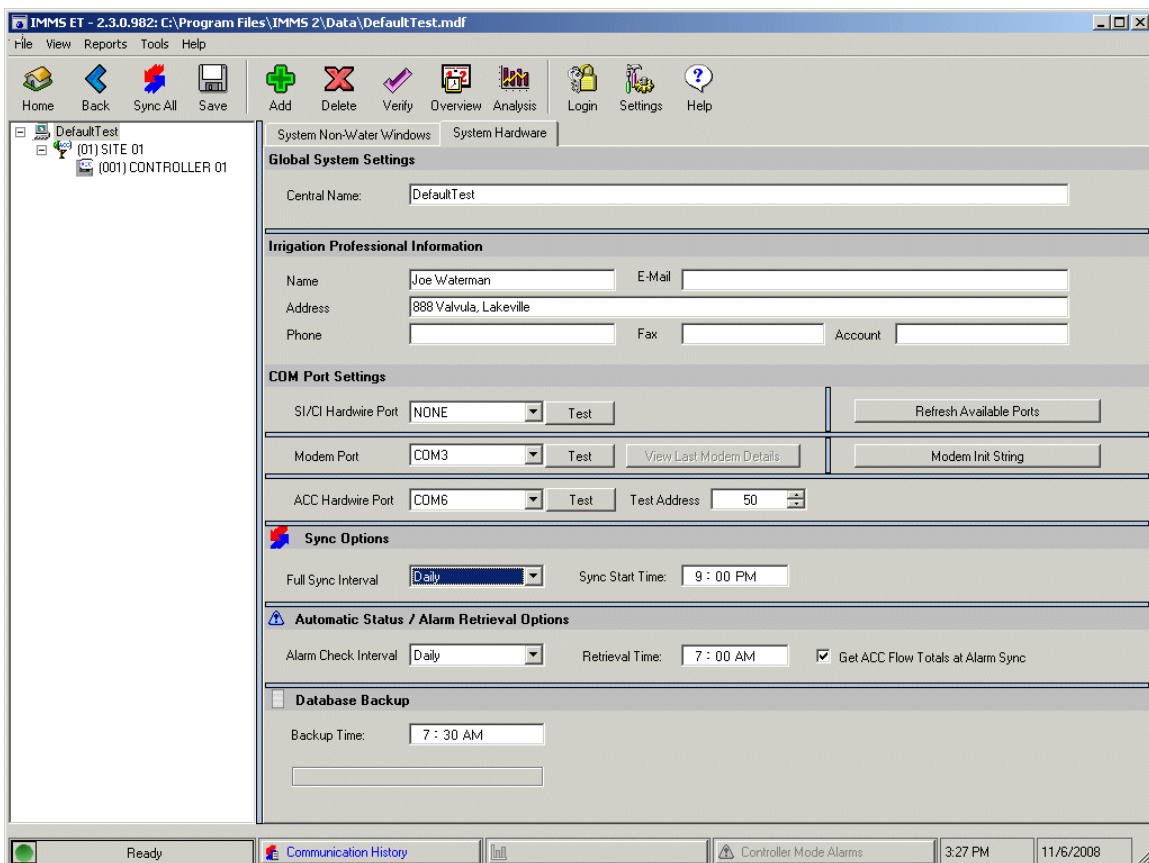 IMMS ET - 2.3.0.982: C:\Program Files\IMMS 2\Data\DefaultTest.mdf
File View Reports Tools Help
Home Back Sync All Save Add Delete Verify Overview Analysis Login Settings Help
DefaultTest
(01) SITE 01
(001) CONTROLLER 01
System Non-Water Windows System Hardware
Global System Settings
Central Name: DefaultTest
Irrigation Professional Information
Name Joe Waterman E-Mail
Address 888 Valvula, Lakeville
Phone Fax Account
COM Port Settings
SI/CI Hardwire Port NONE Test Refresh Available Ports
Modem Port COM3 Test View Last Modem Details Modem Init String
ACC Hardwire Port COM6 Test Test Address 50
Sync Options
Full Sync Interval Daily Sync Start Time: 9 : 00 PM
Automatic Status / Alarm Retrieval Options
Alarm Check Interval Daily Retrieval Time: 7 : 00 AM Get ACC Flow Totals at Alarm Sync
Database Backup
Backup Time: 7 : 30 AM
Ready Communication History Controller Mode Alarms 3:27 PM 11/6/2008